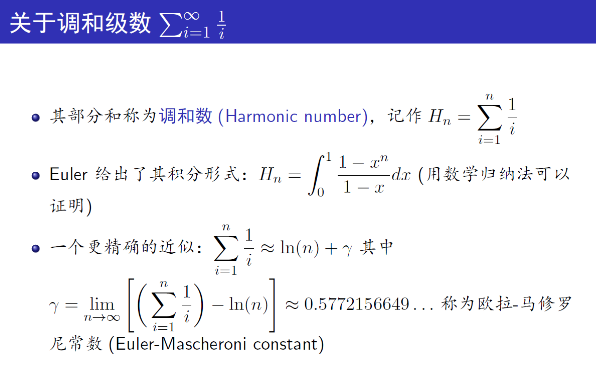 关于调和级数 $\sum_{i=1}^{\infty} \frac{1}{i}$
其部分和称为调和数 (Harmonic number)，记作 $H_n = \sum_{i=1}^{n} \frac{1}{i}$
Euler 给出了其积分形式：$H_n = \int_0^1 \frac{1-x^n}{1-x} dx$ (用数学归纳法可以
证明)
一个更精确的近似：$\sum_{i=1}^{n} \frac{1}{i} \approx \ln(n) + \gamma$ 其中
$\gamma = \lim_{n \to \infty} \left[ \left( \sum_{i=1}^{n} \frac{1}{i} \right) - \ln(n) \right] \approx 0.5772156649\ldots$ 称为欧拉-马修罗
尼常数 (Euler-Mascheroni constant)